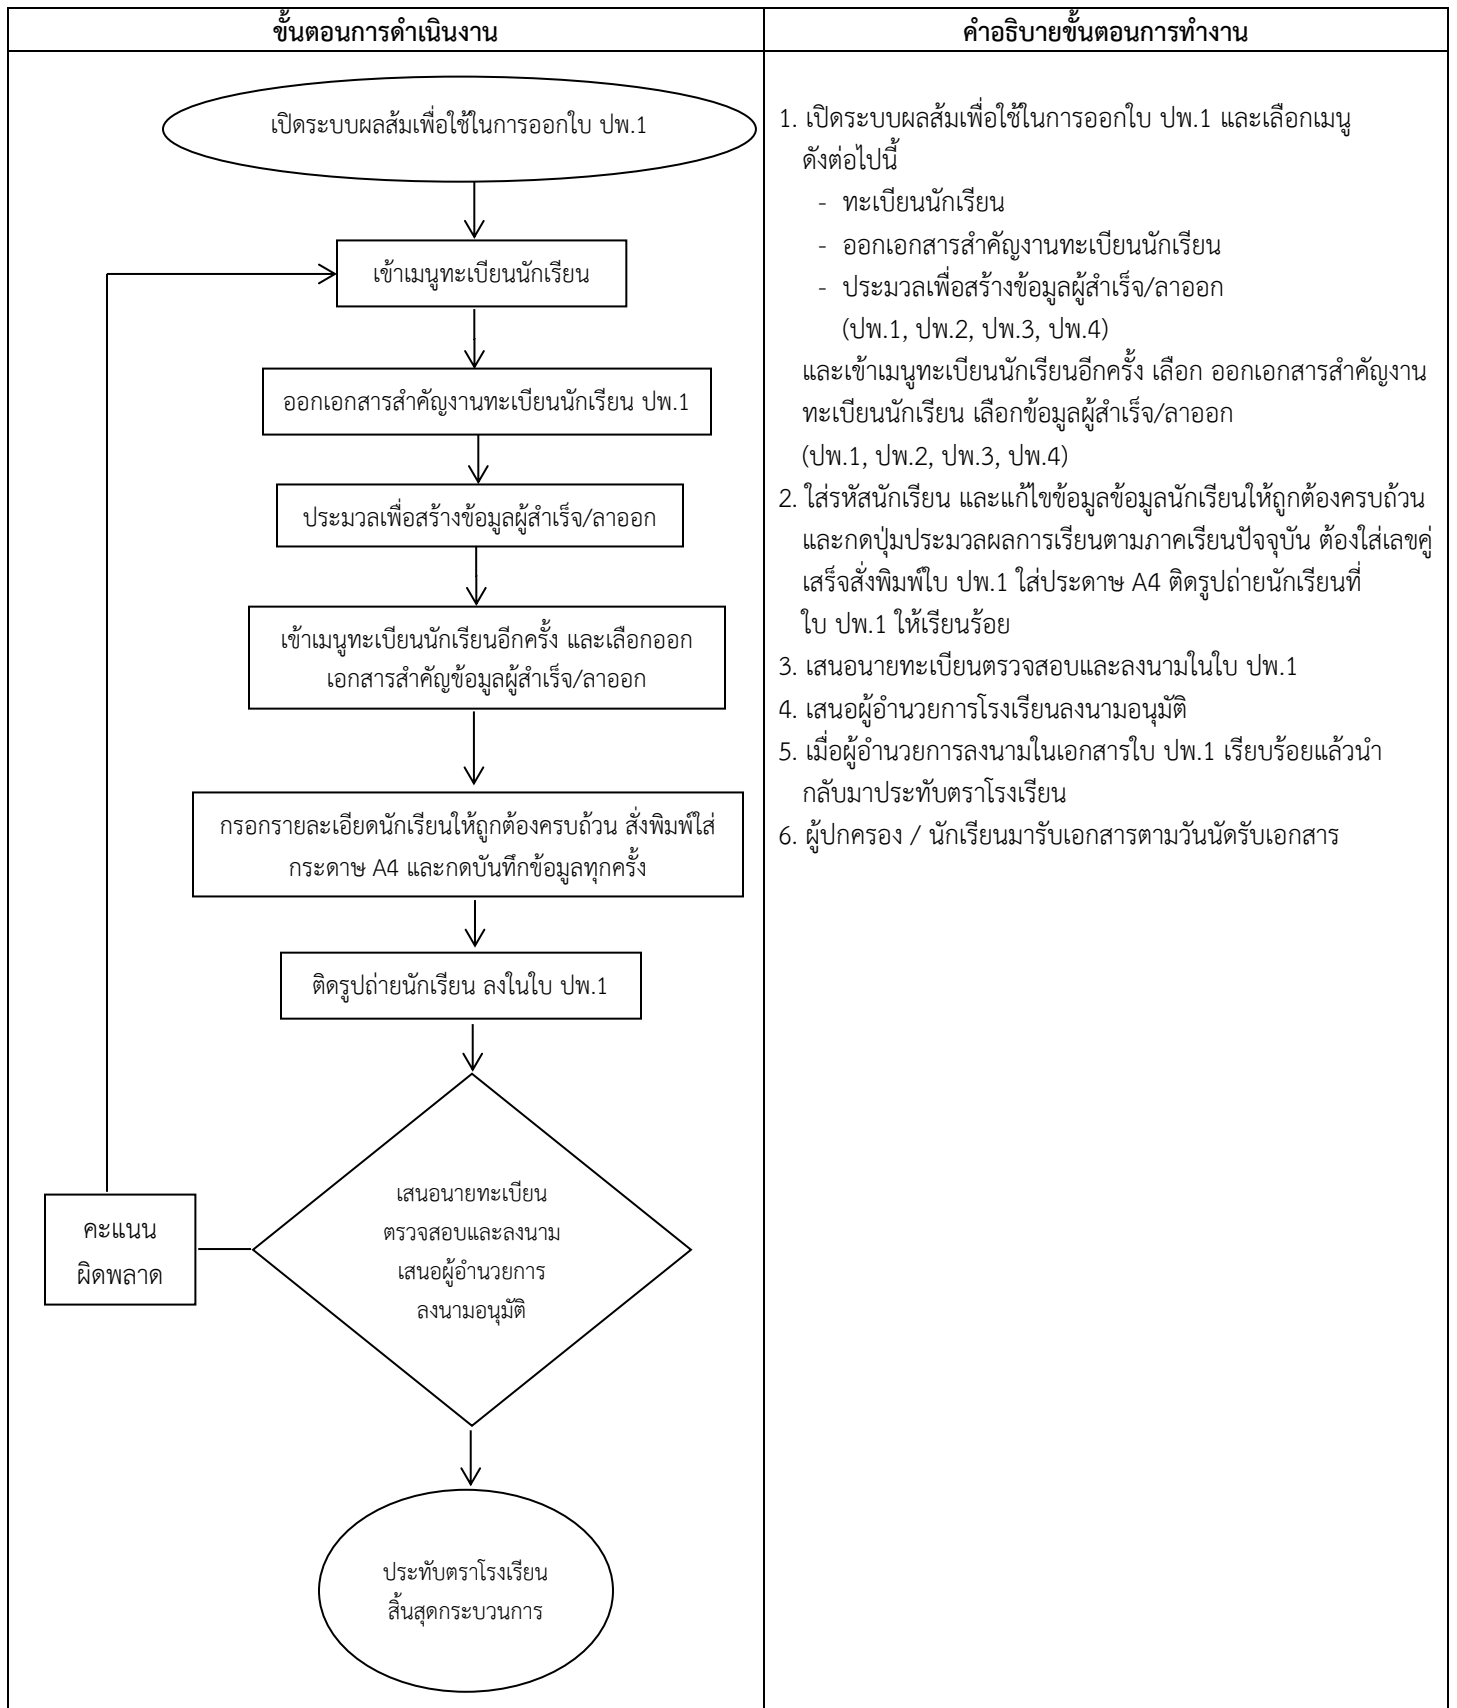 ขั้นตอนการดำเนินงาน
เปิดระบบผลส้มเพื่อใช้ในการออกใบ ปพ.1
เข้าเมนูทะเบียนนักเรียน
ออกเอกสารสำคัญงานทะเบียนนักเรียน ปพ.1
ประมวลเพื่อสร้างข้อมูลผู้สำเร็จ/ลาออก
เข้าเมนูทะเบียนนักเรียนอีกครั้ง และเลือกออก
เอกสารสำคัญข้อมูลผู้สำเร็จ/ลาออก
กรอกรายละเอียดนักเรียนให้ถูกต้องครบถ้วน สั่งพิมพ์ใส่
กระดาษ A4 และกดบันทึกข้อมูลทุกครั้ง
ติดรูปถ่ายนักเรียน ลงในใบ ปพ.1
เสนอนายทะเบียน
ตรวจสอบและลงนาม
เสนอผู้อำนวยการ
ลงนามอนุมัติ
คะแนน
ผิดพลาด
ประทับตราโรงเรียน
สิ้นสุดกระบวนการ
คำอธิบายขั้นตอนการทำงาน
1. เปิดระบบผลส้มเพื่อใช้ในการออกใบ ปพ.1 และเลือกเมนู
ดังต่อไปนี้
- ทะเบียนนักเรียน
- ออกเอกสารสำคัญงานทะเบียนนักเรียน
- ประมวลเพื่อสร้างข้อมูลผู้สำเร็จ/ลาออก
(ปพ.1, ปพ.2, ปพ.3, ปพ.4)
และเข้าเมนูทะเบียนนักเรียนอีกครั้ง เลือก ออกเอกสารสำคัญงาน
ทะเบียนนักเรียน เลือกข้อมูลผู้สำเร็จ/ลาออก
(ปพ.1, ปพ.2, ปพ.3, ปพ.4)
2. ใส่รหัสนักเรียน และแก้ไขข้อมูลข้อมูลนักเรียนให้ถูกต้องครบถ้วน
และกดปุ่มประมวลผลการเรียนตามภาคเรียนปัจจุบัน ต้องใส่เลขคู่
เสร็จสั่งพิมพ์ใบ ปพ.1 ใส่ประดาษ A4 ติดรูปถ่ายนักเรียนที่
ใบ ปพ.1 ให้เรียนร้อย
3. เสนอนายทะเบียนตรวจสอบและลงนามในใบ ปพ.1
4. เสนอผู้อำนวยการโรงเรียนลงนามอนุมัติ
5. เมื่อผู้อำนวยการลงนามในเอกสารใบ ปพ.1 เรียบร้อยแล้วนำ
กลับมาประทับตราโรงเรียน
6. ผู้ปกครอง / นักเรียนมารับเอกสารตามวันนัดรับเอกสาร